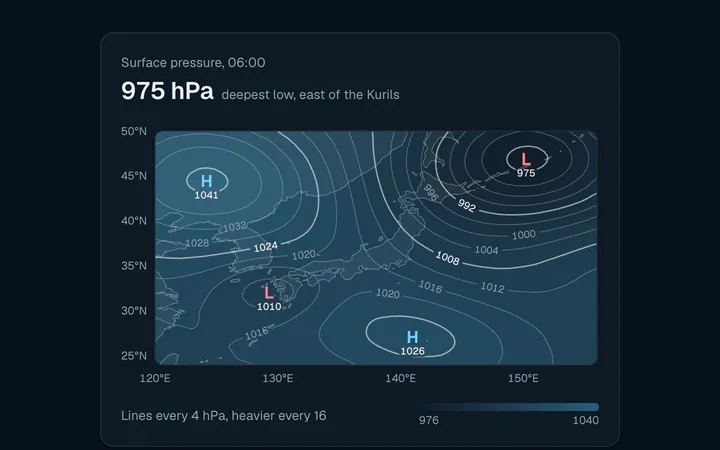 Surface pressure, 06:00
975 hPa deepest low, east of the Kurils
50°N
45°N
40°N
35°N
30°N
25°N
H
1041
L
975
996
992
1032
1028
1024
1020
1000
1004
1008
1012
1016
1020
L
1010
1016
H
1026
120°E
130°E
140°E
150°E
Lines every 4 hPa, heavier every 16
976
1040